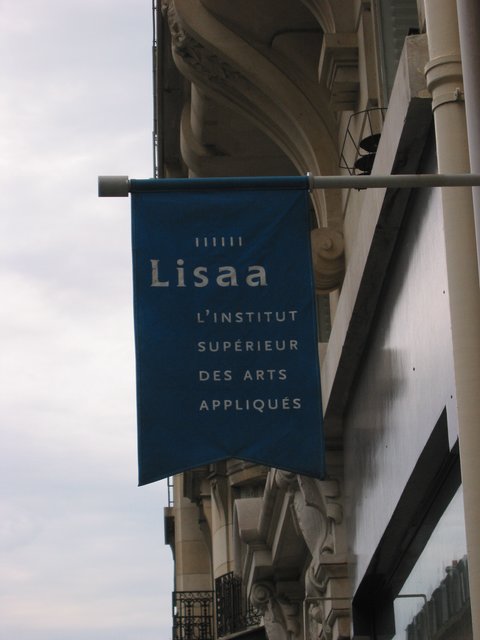 Lisaa
L'INSTITUT
SUPÉRIEUR
DES ARTS
APPLIQUÉS